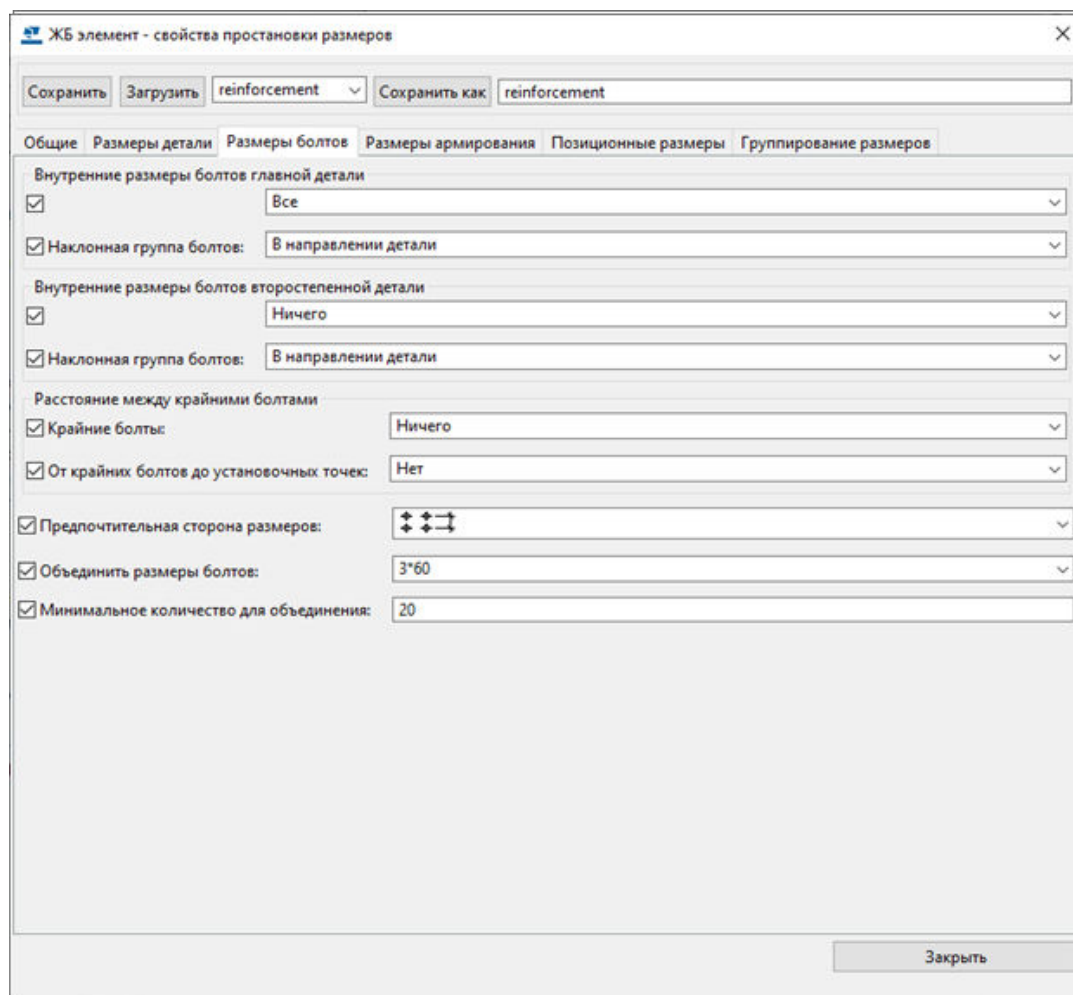 ЖБ элемент - свойства простановки размеров
Сохранить Загрузить reinforcement Сохранить как reinforcement
Общие Размеры детали Размеры болтов Размеры армирования Позиционные размеры Группирование размеров
Внутренние размеры болтов главной детали
Все
Наклонная группа болтов: В направлении детали
Внутренние размеры болтов второстепенной детали
Ничего
Наклонная группа болтов: В направлении детали
Расстояние между крайними болтами
Крайние болты: Ничего
От крайних болтов до установочных точек: Нет
Предпочтительная сторона размеров:
Объединить размеры болтов: 3*60
Минимальное количество для объединения: 20
Закрыть